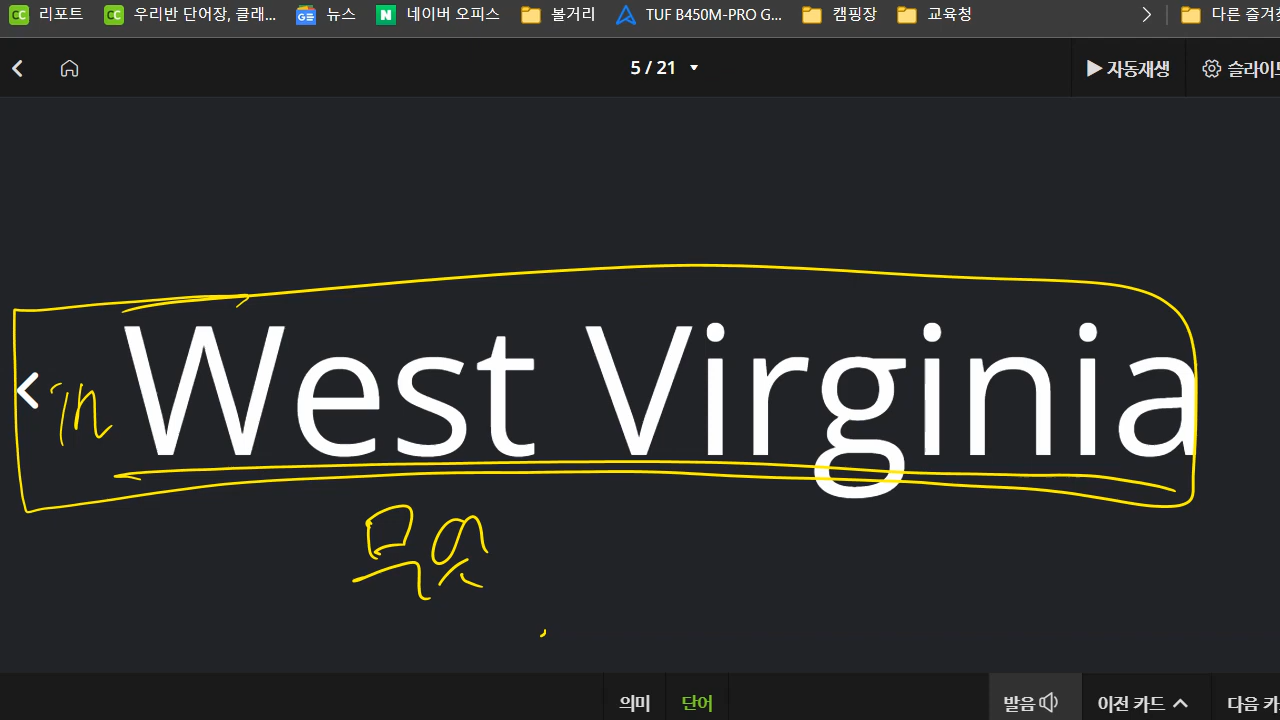 리포트 우리반 단어장, 클래... 뉴스 네이버 오피스 볼거리 TUF B450M-PRO G... 캠핑장 교육청 다른 즐겨찾
5 / 21 자동재생 슬라이드
in West Virginia
의미 단어 발음 이전 카드 다음 카